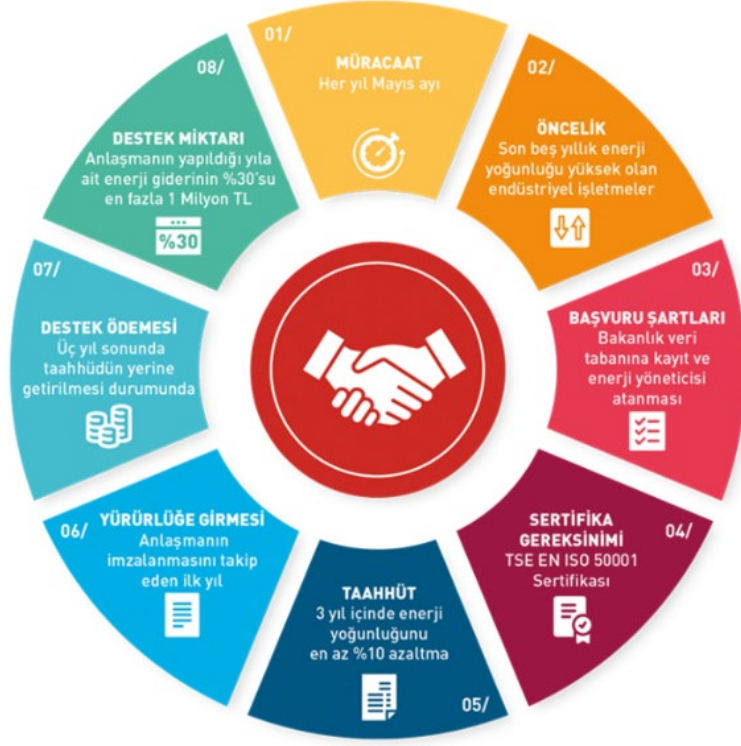 01/
MÜRACAAT
Her yıl Mayıs ayı
02/
ÖNCELİK
Son beş yıllık enerji
yoğunluğu yüksek olan
endüstriyel işletmeler
03/
BAŞVURU ŞARTLARI
Bakanlık veri
tabanına kayıt ve
enerji yöneticisi
atanması
04/
SERTİFİKA
GEREKSİNİMİ
TSE EN ISO 50001
Sertifikası
05/
TAAHHÜT
3 yıl içinde enerji
yoğunluğunu
en az %10 azaltma
06/
YÜRÜRLÜĞE GİRMESİ
Anlaşmanın
imzalanmasını takip
eden ilk yıl
07/
DESTEK ÖDEMESİ
Üç yıl sonunda
taahhüdün yerine
getirilmesi durumunda
08/
DESTEK MİKTARI
Anlaşmanın yapıldığı yıla
ait enerji giderinin %30'su
en fazla 1 Milyon TL
%30